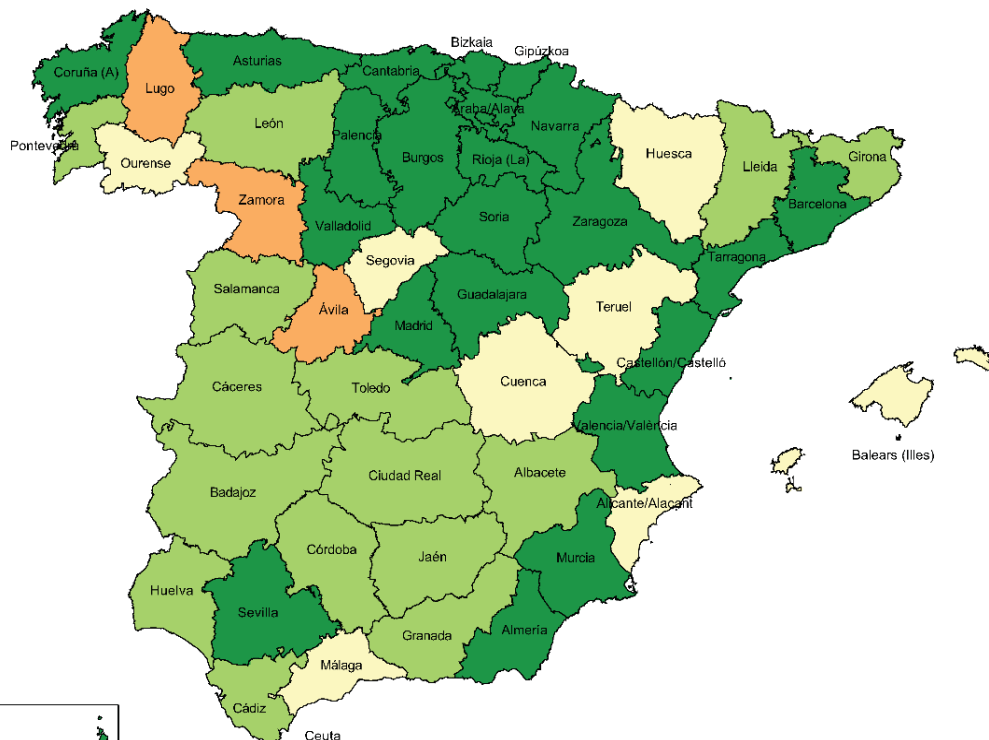 Bizkaia
Gipúzkoa
Asturias
Coruña (A)
Cantabria
Lugo
Araba/Álava
León
Navarra
Palencia
Pontevedra
Burgos
Rioja (La)
Huesca
Girona
Ourense
Lleida
Zamora
Barcelona
Soria
Zaragoza
Valladolid
Tarragona
Segovia
Salamanca
Guadalajara
Teruel
Ávila
Madrid
Castellón/Castelló
Cuenca
Cáceres
Toledo
Valencia/València
Balears (Illes)
Ciudad Real
Albacete
Badajoz
Alicante/Alacant
Córdoba
Jaén
Murcia
Huelva
Sevilla
Almería
Granada
Málaga
Cádiz
Ceuta